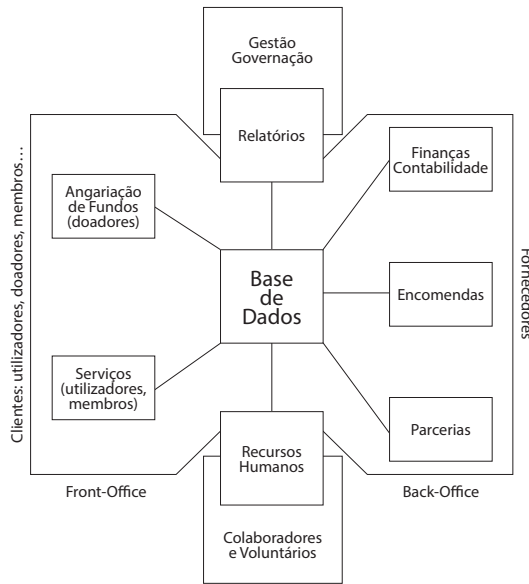 Gestão
Governação
Relatórios
Clientes: utilizadores, doadores, membros…
Angariação
de Fundos
(doadores)
Finanças
Contabilidade
Base
de
Dados
Encomendas
Fornecedores
Serviços
(utilizadores,
membros)
Parcerias
Recursos
Humanos
Front-Office
Back-Office
Colaboradores
e Voluntários